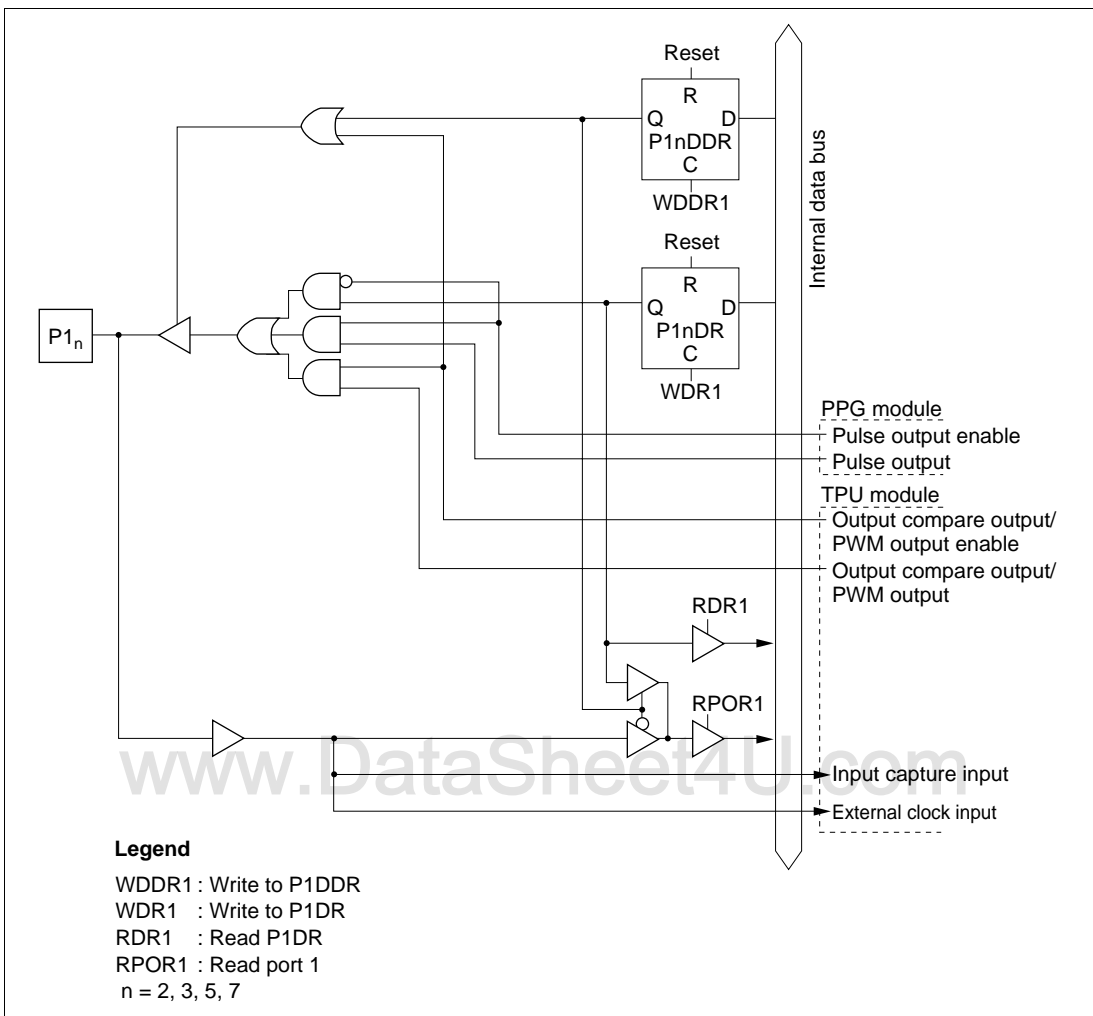 Reset
R
Q D
P1nDDR
C
WDDR1
Internal data bus
Reset
R
Q D
P1nDR
C
WDR1
P1n
PPG module
Pulse output enable
Pulse output
TPU module
Output compare output/
PWM output enable
Output compare output/
PWM output
RDR1
RPOR1
www.DataSheet4U.com
Input capture input
External clock input
Legend
WDDR1 : Write to P1DDR
WDR1 : Write to P1DR
RDR1 : Read P1DR
RPOR1 : Read port 1
n = 2, 3, 5, 7